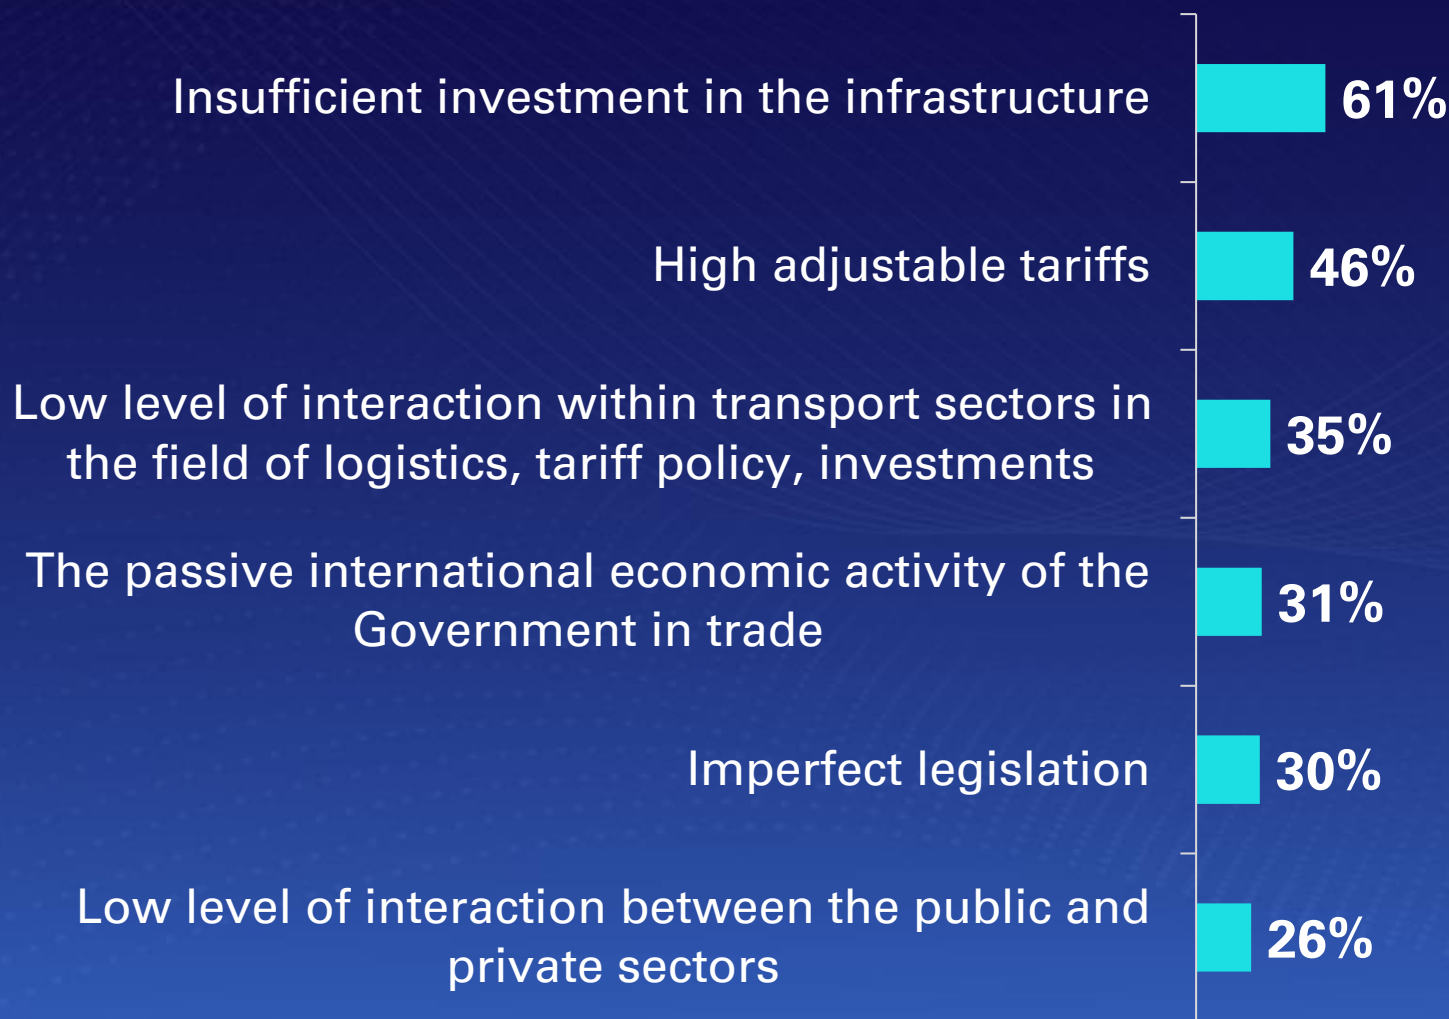 Insufficient investment in the infrastructure 61%
High adjustable tariffs 46%
Low level of interaction within transport sectors in
the field of logistics, tariff policy, investments 35%
The passive international economic activity of the
Government in trade 31%
Imperfect legislation 30%
Low level of interaction between the public and
private sectors 26%